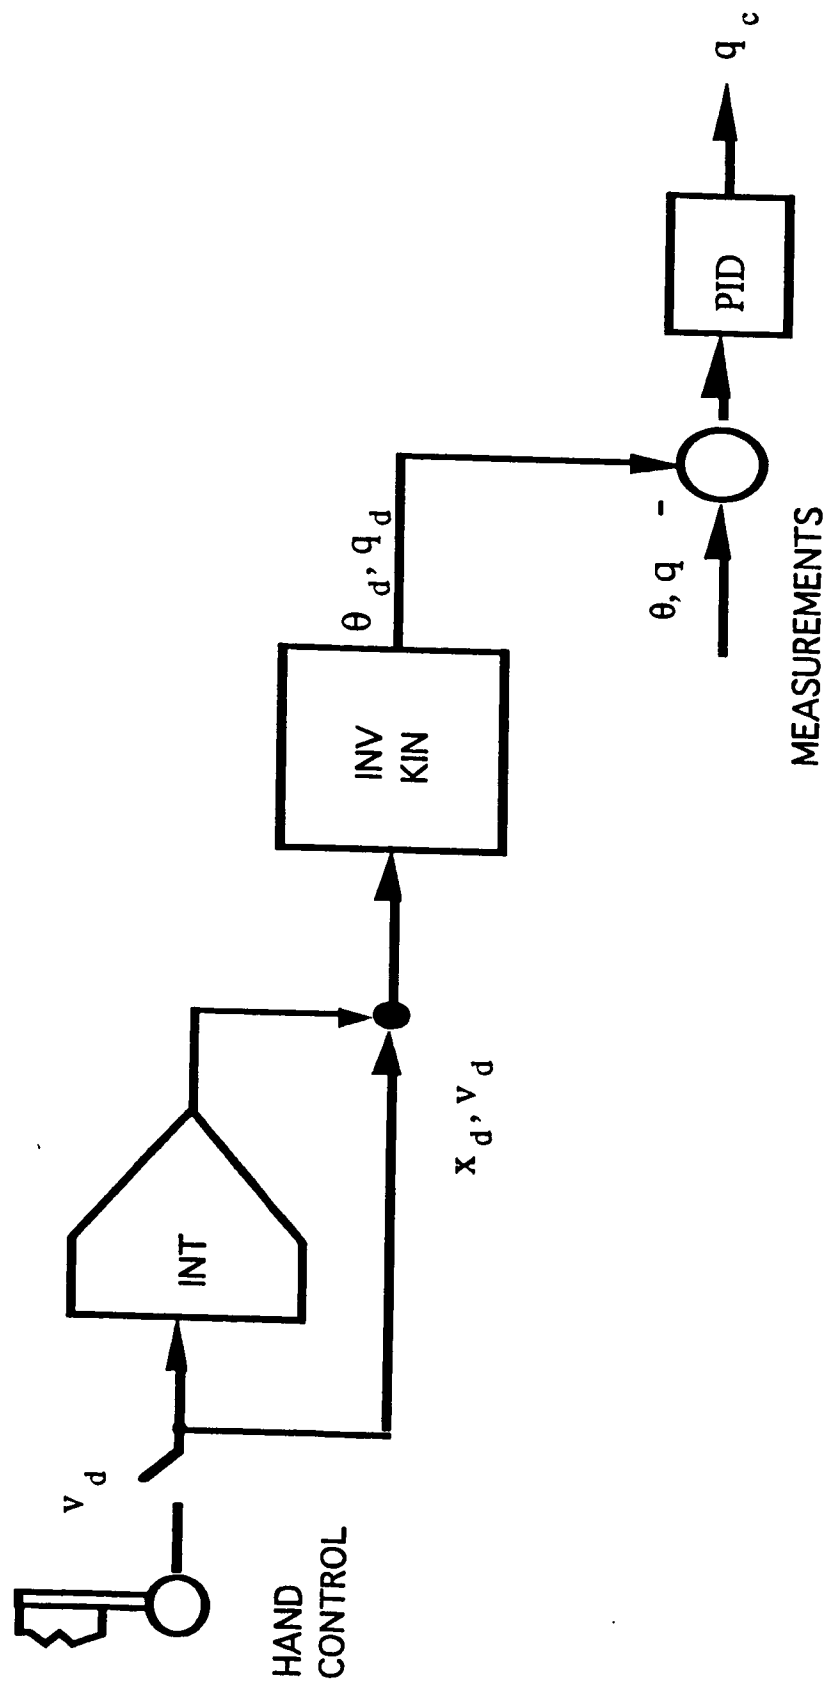 HAND
CONTROL
v d
INT
x d, v d
INV
KIN
θ d, q d
θ, q
-
MEASUREMENTS
PID
q c